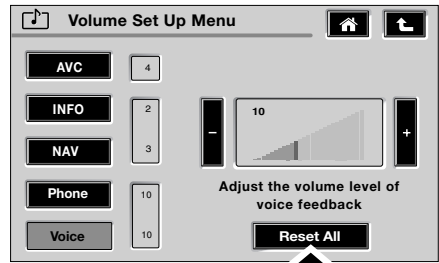 Volume Set Up Menu
AVC 4
INFO 2
NAV 3
Phone 10
Voice 10
10
- +
Adjust the volume level of
voice feedback
Reset All